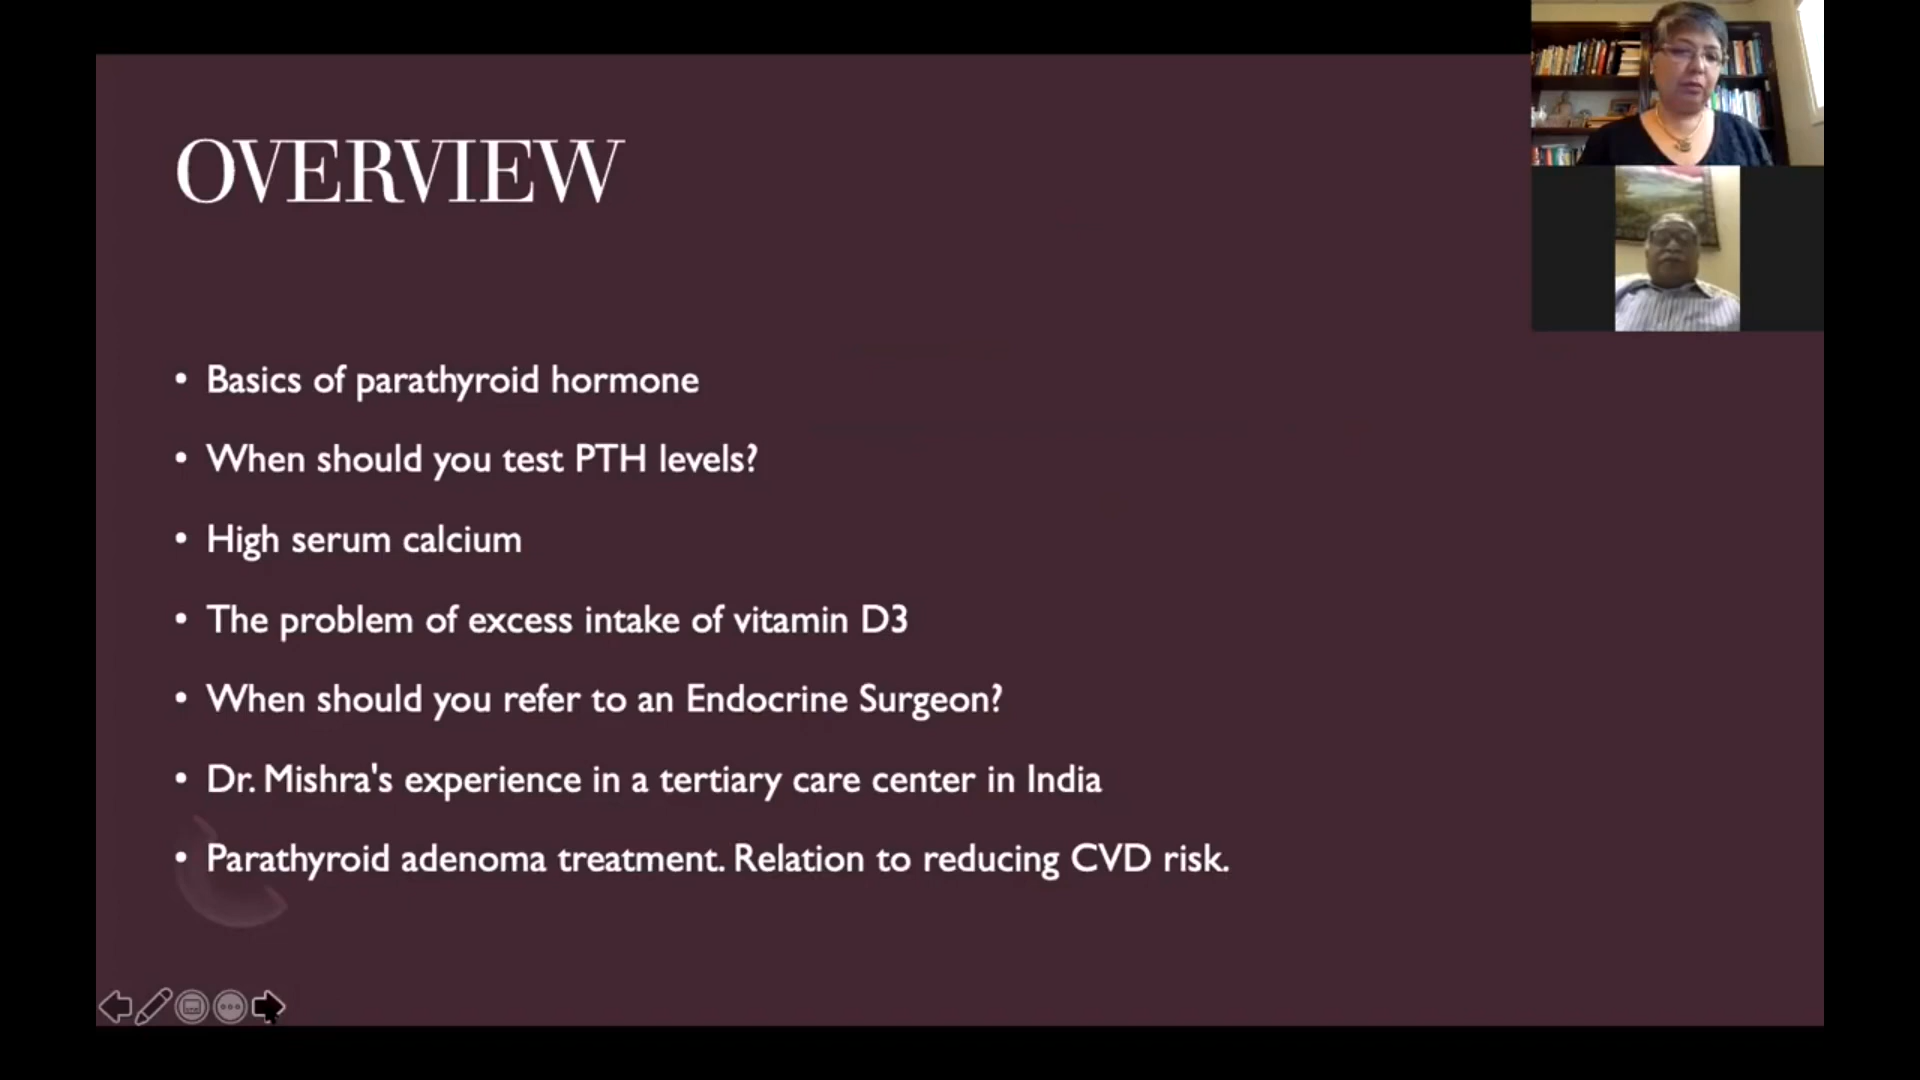 OVERVIEW
• Basics of parathyroid hormone
• When should you test PTH levels?
• High serum calcium
• The problem of excess intake of vitamin D3
• When should you refer to an Endocrine Surgeon?
• Dr. Mishra's experience in a tertiary care center in India
• Parathyroid adenoma treatment. Relation to reducing CVD risk.